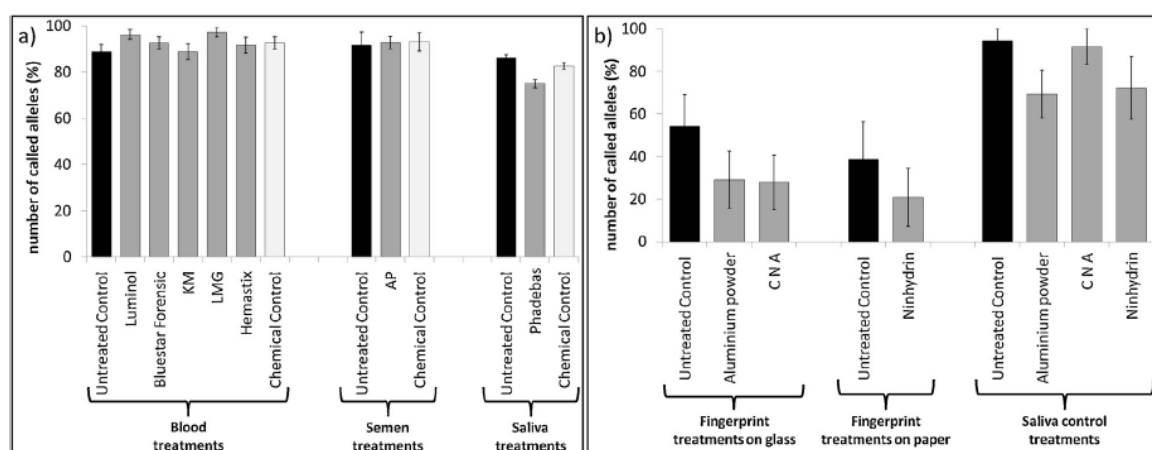 a)
number of called alleles (%)
100
80
60
40
20
0
Untreated Control
Luminol
Bluestar Forensic
KM
LMG
Hemastix
Chemical Control
Untreated Control
AP
Chemical Control
Untreated Control
Phadebas
Chemical Control
Blood
treatments
Semen
treatments
Saliva
treatments
b)
number of called alleles (%)
100
80
60
40
20
0
Untreated Control
Aluminium powder
C N A
Untreated Control
Ninhydrin
Untreated Control
Aluminium powder
C N A
Ninhydrin
Fingerprint
treatments on glass
Fingerprint
treatments on paper
Saliva control
treatments